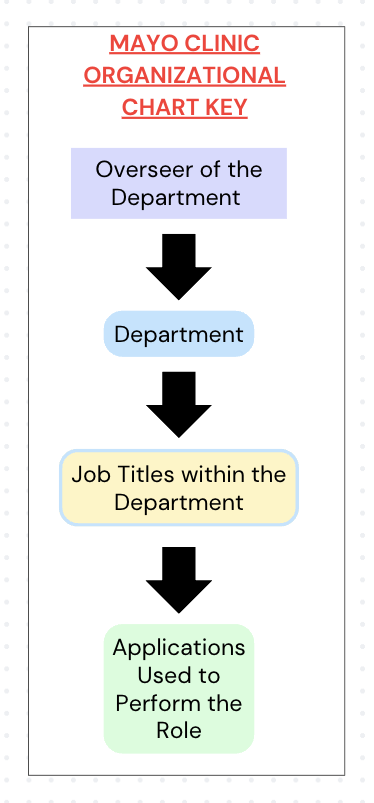 MAYO CLINIC
ORGANIZATIONAL
CHART KEY
Overseer of the
Department
Department
Job Titles within the
Department
Applications
Used to
Perform the
Role